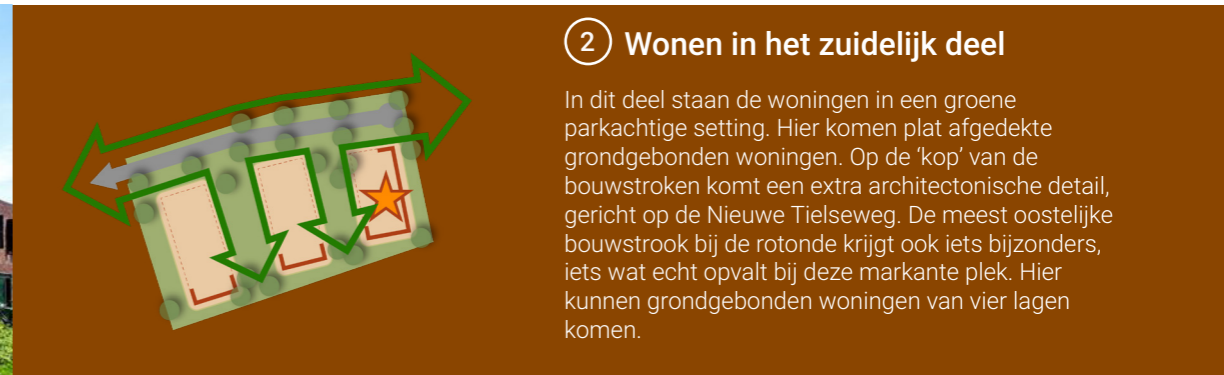 2 Wonen in het zuidelijk deel
In dit deel staan de woningen in een groene
parkachtige setting. Hier komen plat afgedekte
grondgebonden woningen. Op de ‘kop’ van de
bouwstroken komt een extra architectonische detail,
gericht op de Nieuwe Tielseweg. De meest oostelijke
bouwstrook bij de rotonde krijgt ook iets bijzonders,
iets wat echt opvalt bij deze markante plek. Hier
kunnen grondgebonden woningen van vier lagen
komen.